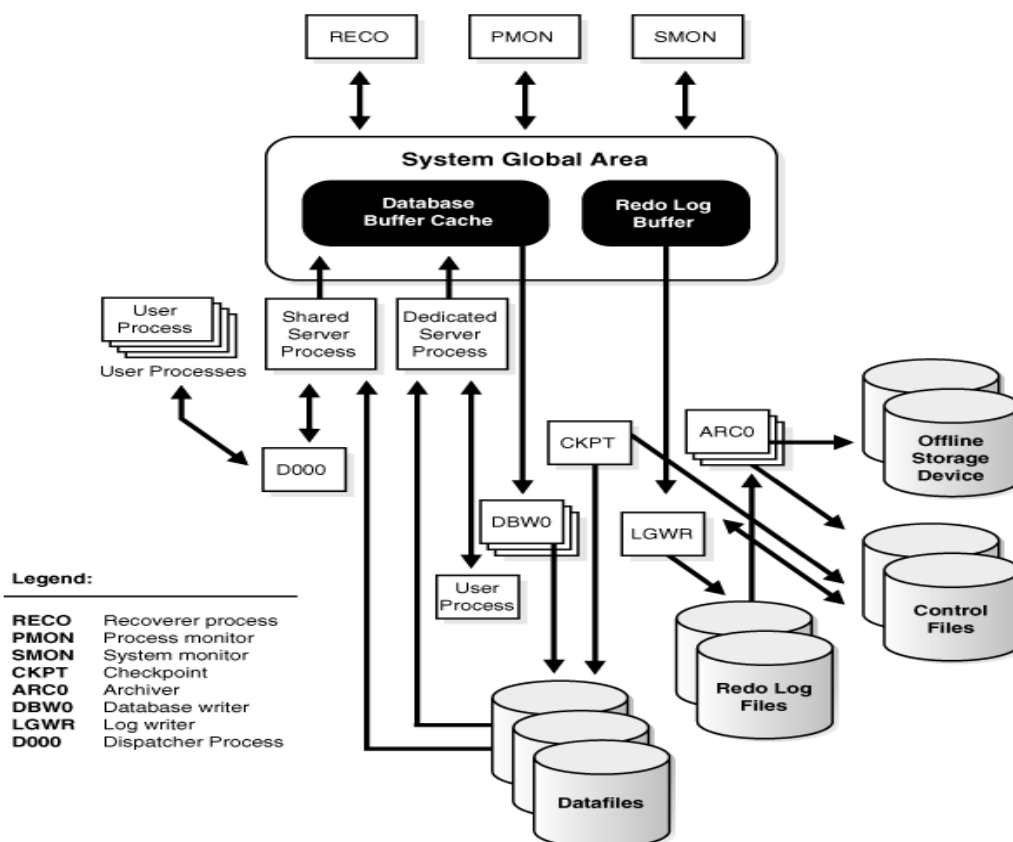 RECO
PMON
SMON
System Global Area
Database
Buffer Cache
Redo Log
Buffer
User
Process
User Processes
Shared
Server
Process
Dedicated
Server
Process
D000
CKPT
ARC0
Offline
Storage
Device
DBW0
LGWR
User
Process
Control
Files
Redo Log
Files
Datafiles
Legend:
RECO Recoverer process
PMON Process monitor
SMON System monitor
CKPT Checkpoint
ARC0 Archiver
DBW0 Database writer
LGWR Log writer
D000 Dispatcher Process